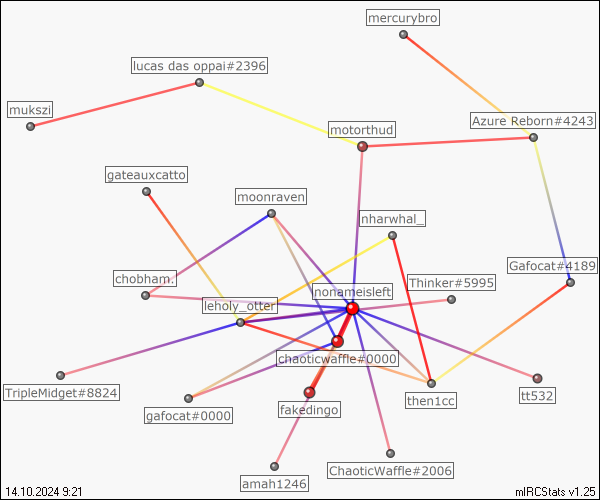 mercurybro
lucas das oppai#2396
mukszi
Azure Reborn#4243
motorthud
gateauxcatto
moonraven
nharwhal_
Gafocat#4189
chobham.
Thinker#5995
nonameisleft
leholy_otter
chaoticwaffle#0000
TripleMidget#8824
tt532
then1cc
gafocat#0000
fakedingo
ChaoticWaffle#2006
amah1246
14.10.2024 9:21
mIRCStats v1.25